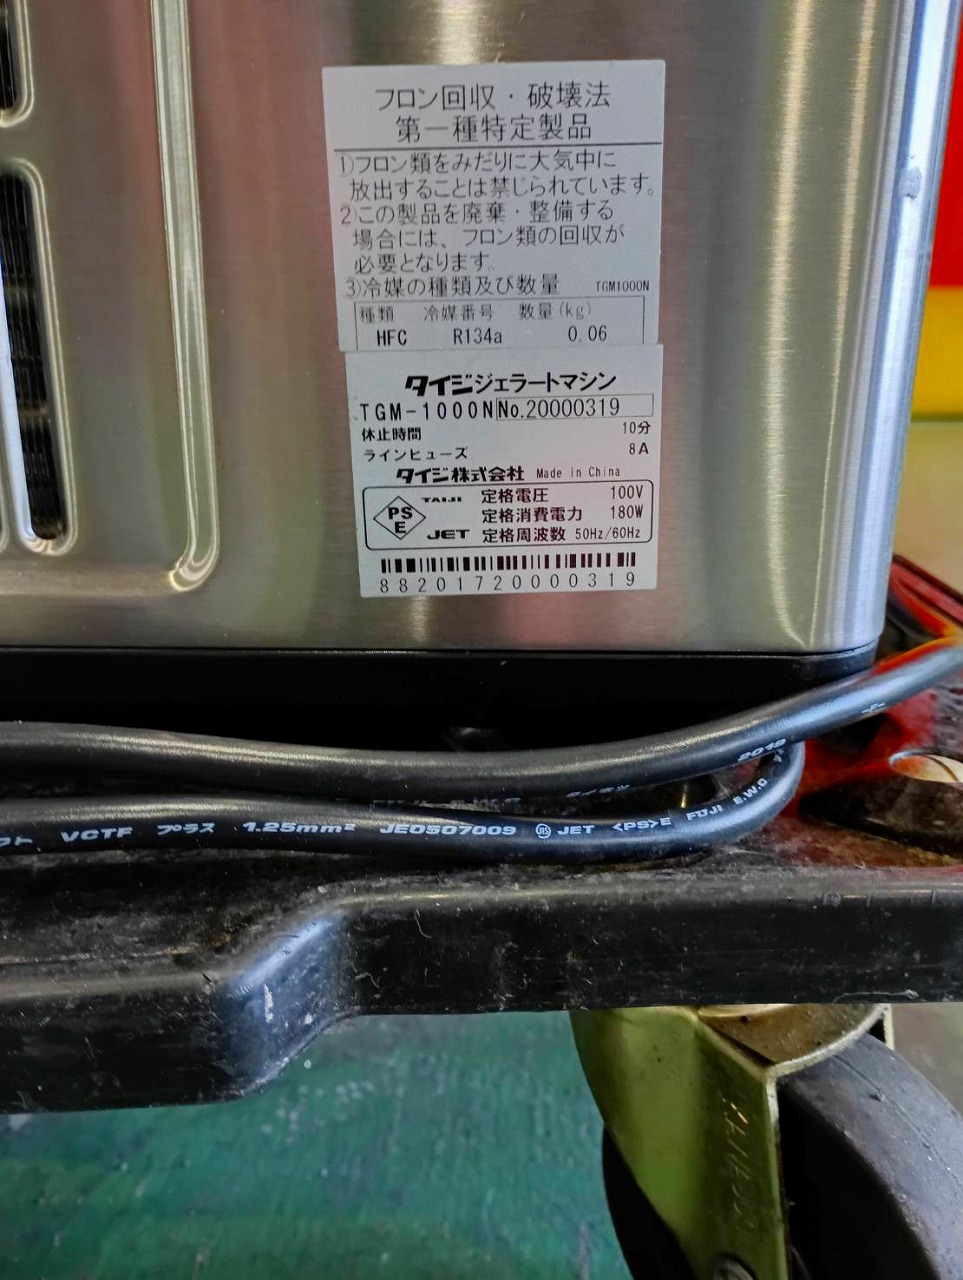 フロン回収・破壊法
第一種特定製品
1)フロン類をみだりに大気中に
放出することは禁じられています。
2)この製品を廃棄・整備する
場合には、フロン類の回収が
必要となります。
3)冷媒の種類及び数量 TGM1000N
種類 冷媒番号 数量(kg)
HFC R134a 0.06
タイジジェラートマシン
TGM-1000N No.20000319
休止時間 10分
ラインヒューズ 8A
タイジ株式会社 Made in China
TAIJI 定格電圧 100V
PS E 定格消費電力 180W
JET 定格周波数 50Hz/60Hz
88201720000319
2019
VCTF プラス 1.25mm² JE0507009 JET <PS>E FUJI E.W.C